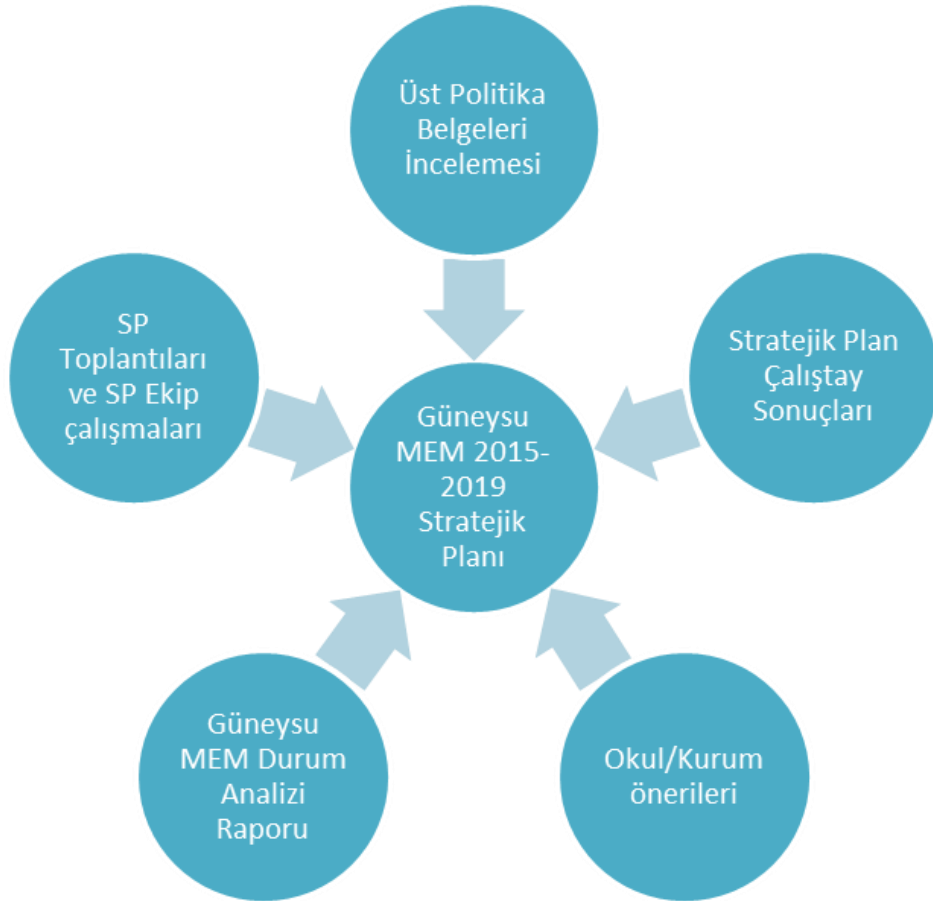 Üst Politika
Belgeleri
İncelemesi
SP
Toplantıları
ve SP Ekip
çalışmaları
Stratejik Plan
Çalıştay
Sonuçları
Güneysu
MEM 2015-
2019
Stratejik
Planı
Güneysu
MEM Durum
Analizi
Raporu
Okul/Kurum
önerileri